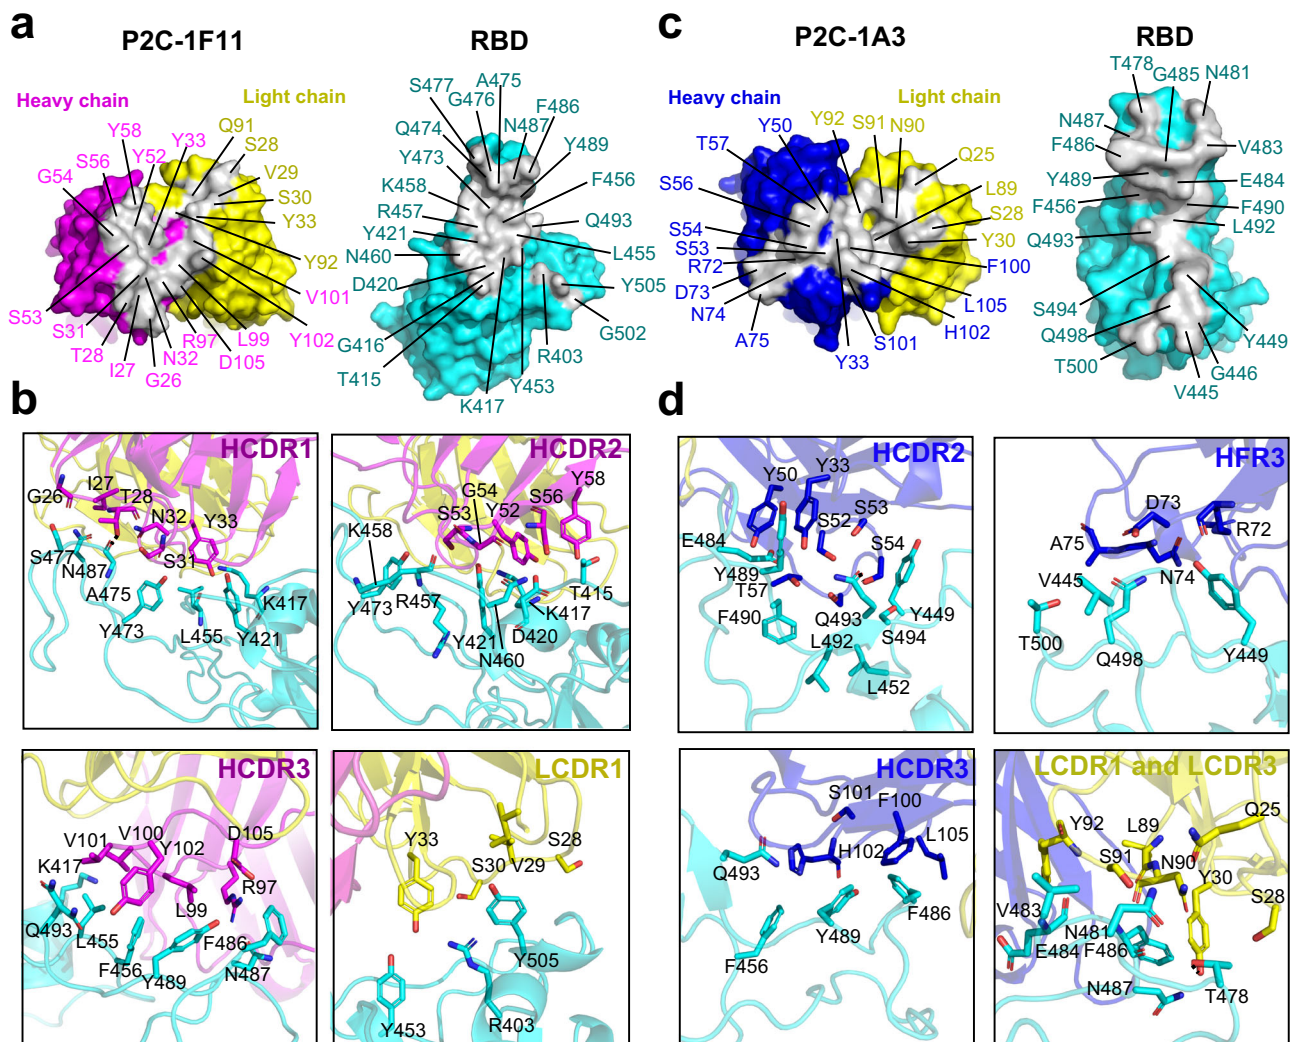 a
P2C-1F11
RBD
Heavy chain
Light chain
Y58
S56
Y52
Y33
G54
Q91
S28
V29
S30
Y33
Y92
V101
Y102
L99
D105
R97
N32
G26
I27
T28
S31
S53
S477
A475
G476
F486
Q474
N487
Y489
Y473
K458
F456
R457
Q493
Y421
N460
L455
D420
Y505
G502
G416
R403
T415
Y453
K417
c
P2C-1A3
RBD
Heavy chain
Light chain
Y50
Y92
S91
N90
T57
Q25
S56
L89
S28
S54
Y30
S53
F100
R72
D73
L105
N74
H102
A75
S101
Y33
T478
G485
N481
N487
F486
V483
Y489
E484
F456
F490
Q493
L492
S494
Q498
Y449
T500
G446
V445
b
HCDR1
G26
I27
T28
N32
Y33
S31
S477
N487
A475
Y473
L455
Y421
K417
HCDR2
Y58
G54
S56
S53
Y52
K458
T415
Y473
R457
K417
D420
Y421
N460
HCDR3
V101
V100
D105
Y102
K417
R97
L99
Q493
L455
F486
F456
Y489
N487
LCDR1
Y33
S28
S30
V29
Y505
Y453
R403
d
HCDR2
Y50
Y33
S53
S52
E484
S54
Y489
T57
F490
Q493
Y449
S494
L492
L452
HFR3
D73
R72
A75
N74
V445
T500
Q498
Y449
HCDR3
S101
F100
L105
H102
Q493
F486
Y489
F456
LCDR1 and LCDR3
Q25
Y92
L89
S91
N90
Y30
S28
V483
N481
E484
F486
N487
T478